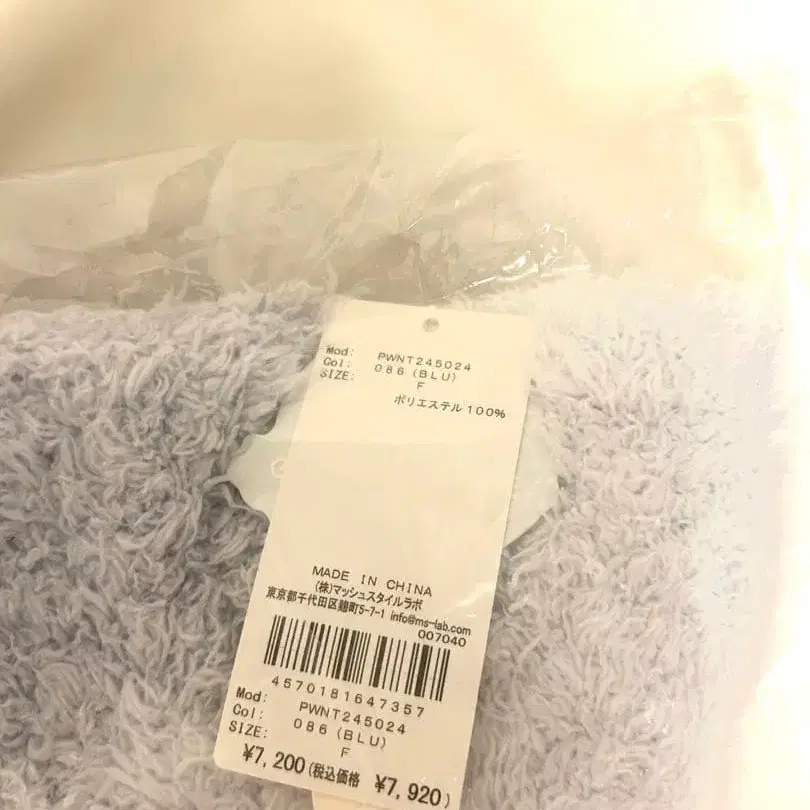 Mod: PWNT245024
Col: 086(BLU)
SIZE: F
ポリエステル100%
MADE IN CHINA
(株)マッシュスタイルラボ
東京都千代田区麹町5-7-1 info@ms-lab.com
007040
4570181647357
Mod: PWNT245024
Col: 086(BLU)
SIZE: F
¥7,200(税込価格 ¥7,920)